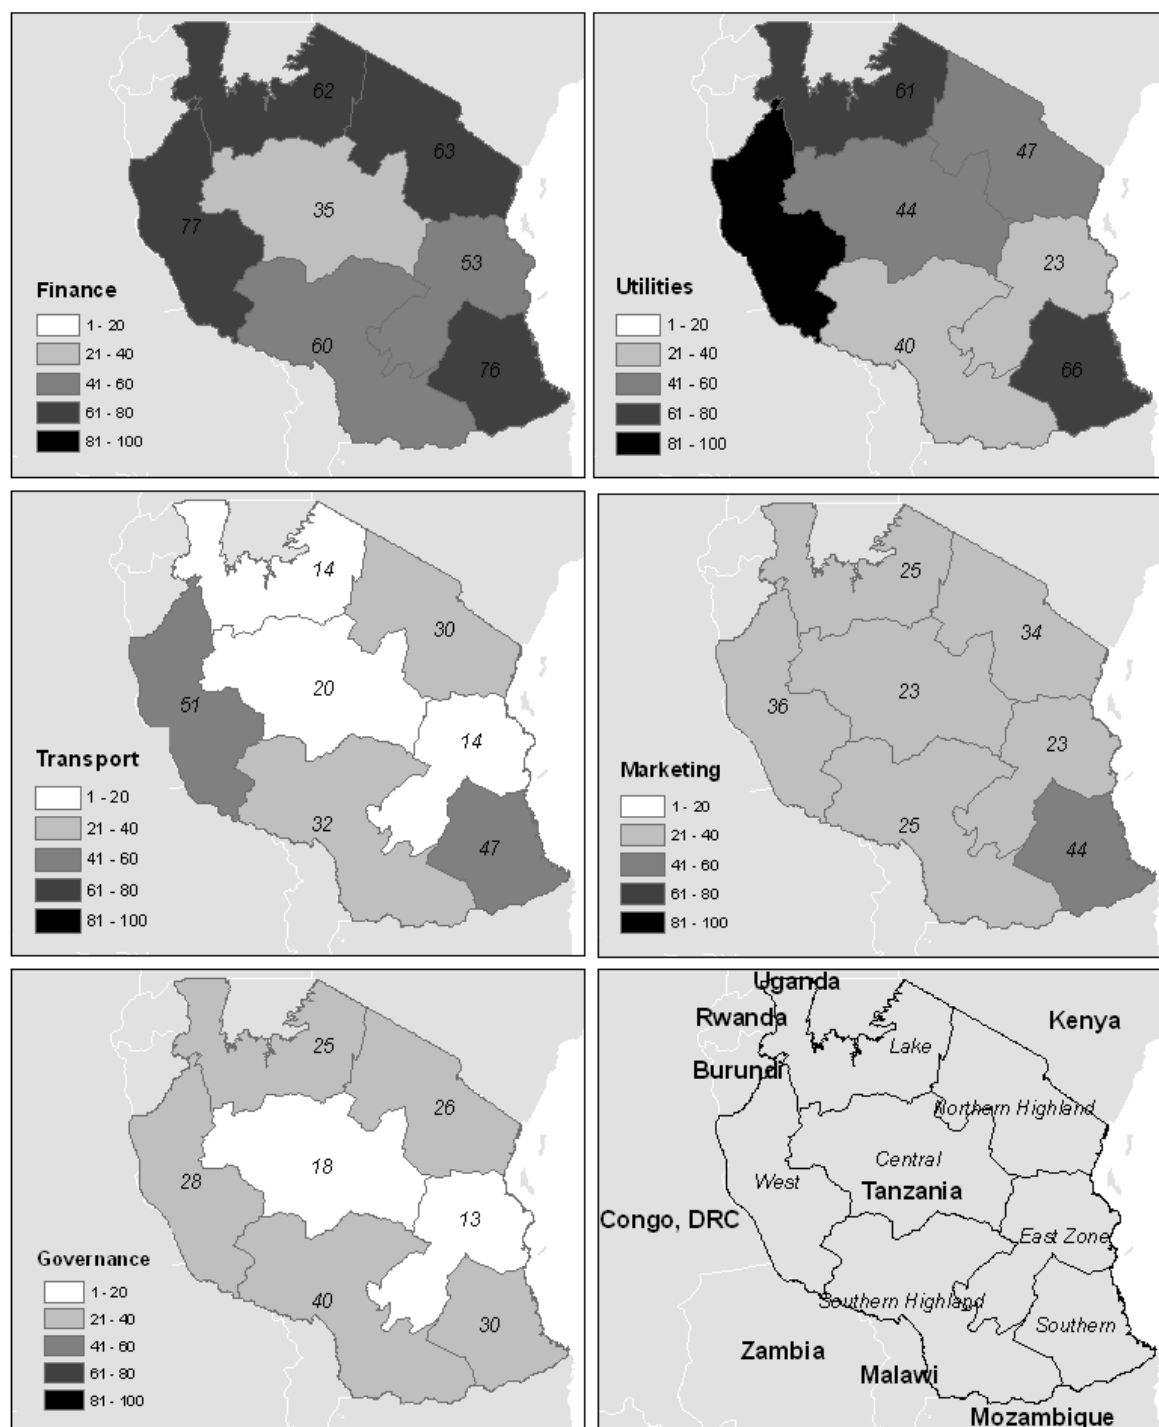 62
63
77
35
53
60
76
Finance
1 - 20
21 - 40
41 - 60
61 - 80
81 - 100
61
47
44
23
40
66
Utilities
1 - 20
21 - 40
41 - 60
61 - 80
81 - 100
14
30
51
20
14
32
47
Transport
1 - 20
21 - 40
41 - 60
61 - 80
81 - 100
25
34
36
23
23
25
44
Marketing
1 - 20
21 - 40
41 - 60
61 - 80
81 - 100
25
26
28
18
13
40
30
Governance
1 - 20
21 - 40
41 - 60
61 - 80
81 - 100
Uganda
Rwanda
Kenya
Lake
Burundi
Northern Highland
Central
West
Tanzania
Congo, DRC
East Zone
Southern Highland
Southern
Zambia
Malawi
Mozambique